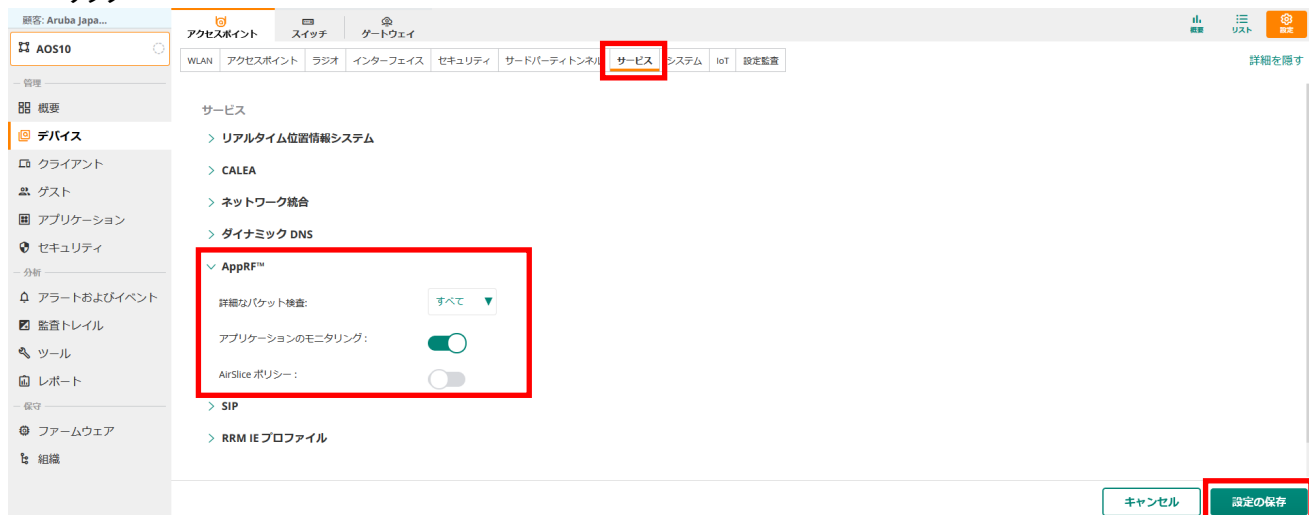 顧客: Aruba Japa...
AOS10
管理
概要
デバイス
クライアント
ゲスト
アプリケーション
セキュリティ
分析
アラートおよびイベント
監査トレイル
ツール
レポート
保守
ファームウェア
組織
アクセスポイント
スイッチ
ゲートウェイ
概要
リスト
設定
WLAN アクセスポイント ラジオ インターフェイス セキュリティ サードパーティトンネル サービス システム IoT 設定監査
詳細を隠す
サービス
リアルタイム位置情報システム
CALEA
ネットワーク統合
ダイナミック DNS
AppRF™
詳細なパケット検査: すべて
アプリケーションのモニタリング :
AirSlice ポリシー :
SIP
RRM IE プロファイル
キャンセル 設定の保存